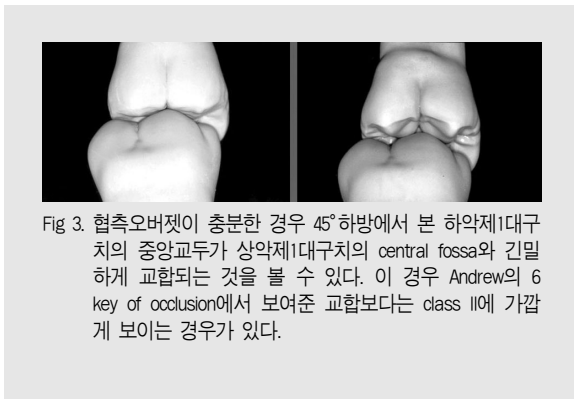 Fig 3. 협측오버젯이 충분한 경우 45°하방에서 본 하악제1대구
치의 중앙교두가 상악제1대구치의 central fossa와 긴밀
하게 교합되는 것을 볼 수 있다. 이 경우 Andrew의 6
key of occlusion에서 보여준 교합보다는 class II에 가깝
게 보이는 경우가 있다.